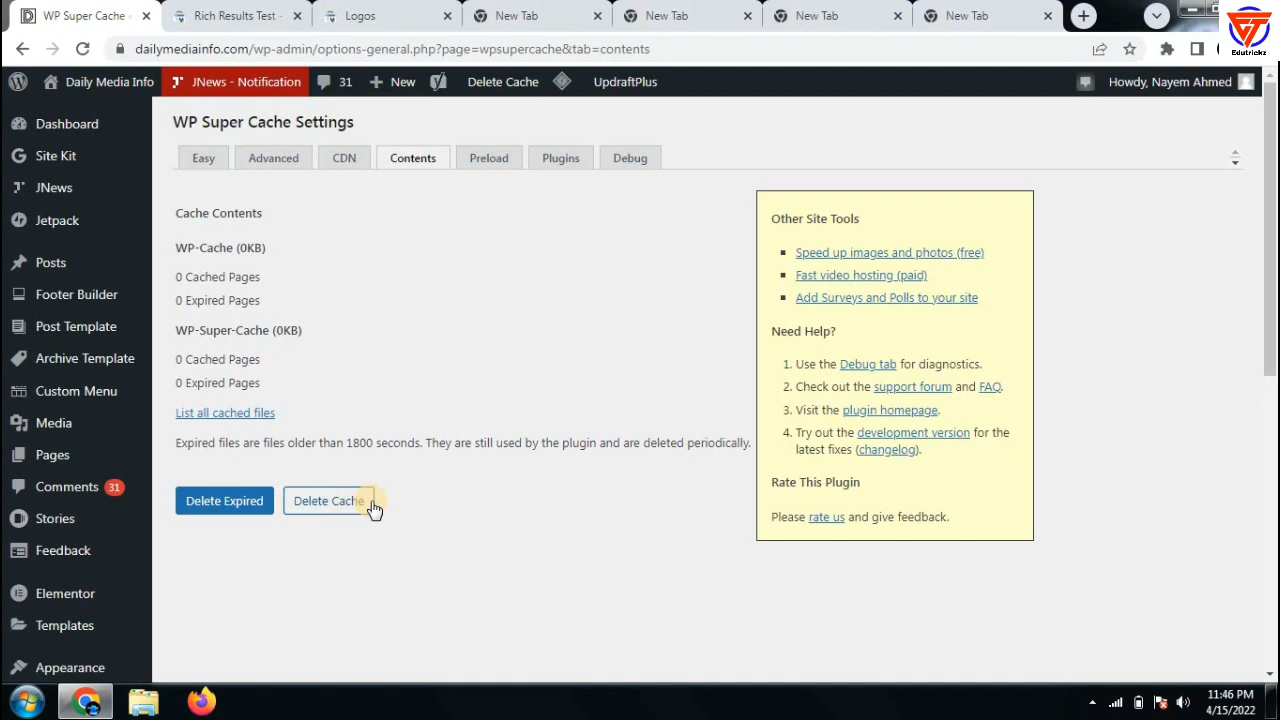 WP Super Cache
Rich Results Test -
Logos
New Tab
New Tab
New Tab
New Tab
dailymediainfo.com/wp-admin/options-general.php?page=wpsupercache&tab=contents
Edutrickz
Daily Media Info
JNews - Notification
31
New
Delete Cache
UpdraftPlus
Howdy, Nayem Ahmed
Dashboard
Site Kit
JNews
Jetpack
Posts
Footer Builder
Post Template
Archive Template
Custom Menu
Media
Pages
Comments 31
Stories
Feedback
Elementor
Templates
Appearance
WP Super Cache Settings
Easy
Advanced
CDN
Contents
Preload
Plugins
Debug
Cache Contents
WP-Cache (0KB)
0 Cached Pages
0 Expired Pages
WP-Super-Cache (0KB)
0 Cached Pages
0 Expired Pages
List all cached files
Expired files are files older than 1800 seconds. They are still used by the plugin and are deleted periodically.
Delete Expired
Delete Cache
Other Site Tools
Speed up images and photos (free)
Fast video hosting (paid)
Add Surveys and Polls to your site
Need Help?
1. Use the Debug tab for diagnostics.
2. Check out the support forum and FAQ.
3. Visit the plugin homepage.
4. Try out the development version for the
latest fixes (changelog).
Rate This Plugin
Please rate us and give feedback.
11:46 PM
4/15/2022